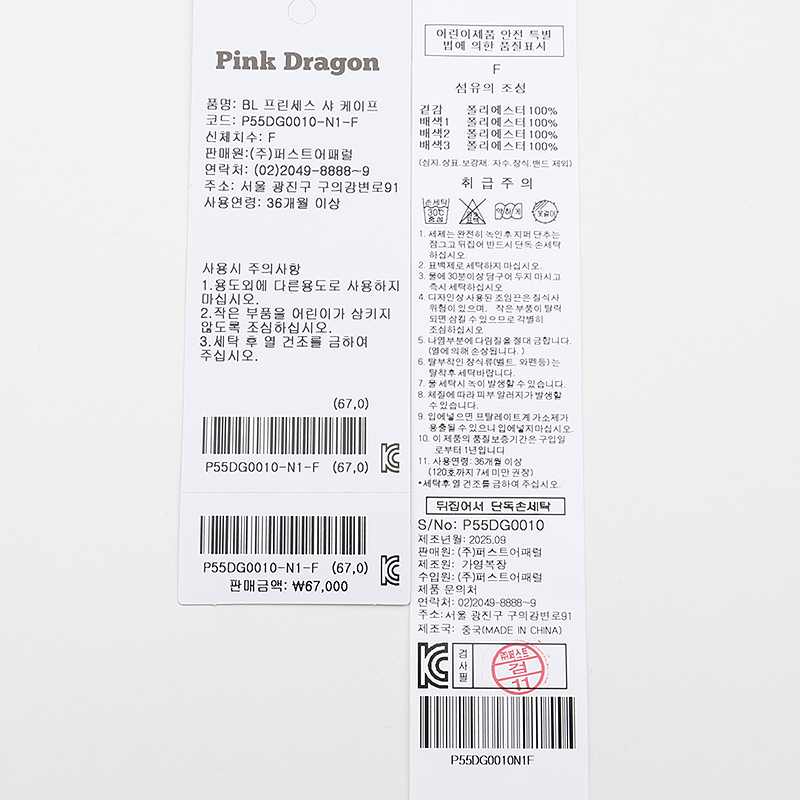 Pink Dragon
품명: BL 프린세스 샤 케이프
코드: P55DG0010-N1-F
신체치수: F
판매원:(주)퍼스트어패럴
연락처: (02)2049-8888~9
주소: 서울 광진구 구의강변로91
사용연령: 36개월 이상
사용시 주의사항
1.용도외에 다른용도로 사용하지
마십시오.
2.작은 부품을 어린이가 삼키지
않도록 조심하십시오.
3.세탁 후 열 건조를 금하여
주십시오.
(67,0)
P55DG0010-N1-F (67,0)
P55DG0010-N1-F (67,0)
판매금액: ₩67,000
어린이제품 안전 특별
법에 의한 품질표시
F
섬유의 조성
겉감 폴리에스터 100%
배색1 폴리에스터 100%
배색2 폴리에스터 100%
배색3 폴리에스터 100%
(심지.상표.보강재. 자수.장식.밴드 제외)
취급주의
손세탁
30℃
중성
약하게
옷걸이
1. 세제는 완전히 녹인후 지퍼 단추는
잠그고 뒤집어 반드시 단독 손세탁
하십시오.
2. 표백제로 세탁하지 마십시오.
3. 물에 30분이상 담구어 두지 마시고
즉시 세탁하십시오
4. 디자인상 사용된 조임끈은 질식사
위험이 있으며, 작은 부품이 탈락
되면 삼킬 수 있으므로 각별히
조심하십시오
5. 나염부분에 다림질을 절대 금합니다.
(열에 의해 손상됩니다. )
6. 탈부착인 장식류(벨트, 와펜등)는
탈착후 세탁바랍니다.
7. 물 세탁시 녹이 발생할 수 있습니다.
8. 체질에 따라 피부 알러지가 발생할
수 있습니다.
9. 입에 넣으면 프탈레이트계 가소제가
용출될 수 있으니 입에 넣지마십시오
10. 이 제품의 품질보증기간은 구입일
로부터 1년입니다
11. 사용연령: 36개월 이상
(120호까지 7세 미만 권장)
*세탁후 열 건조를 금하여 주십시오.
뒤집어서 단독손세탁
S/No: P55DG0010
제조년월: 2025.09
판매원: (주)퍼스트어패럴
제조원: 가영복장
수입원: (주)퍼스트어패럴
제품 문의처
연락처: 02)2049-8888~9
주소:서울 광진구 구의강변로91
제조국: 중국(MADE IN CHINA)
검사필
㈜퍼스트
검
11
P55DG0010N1F